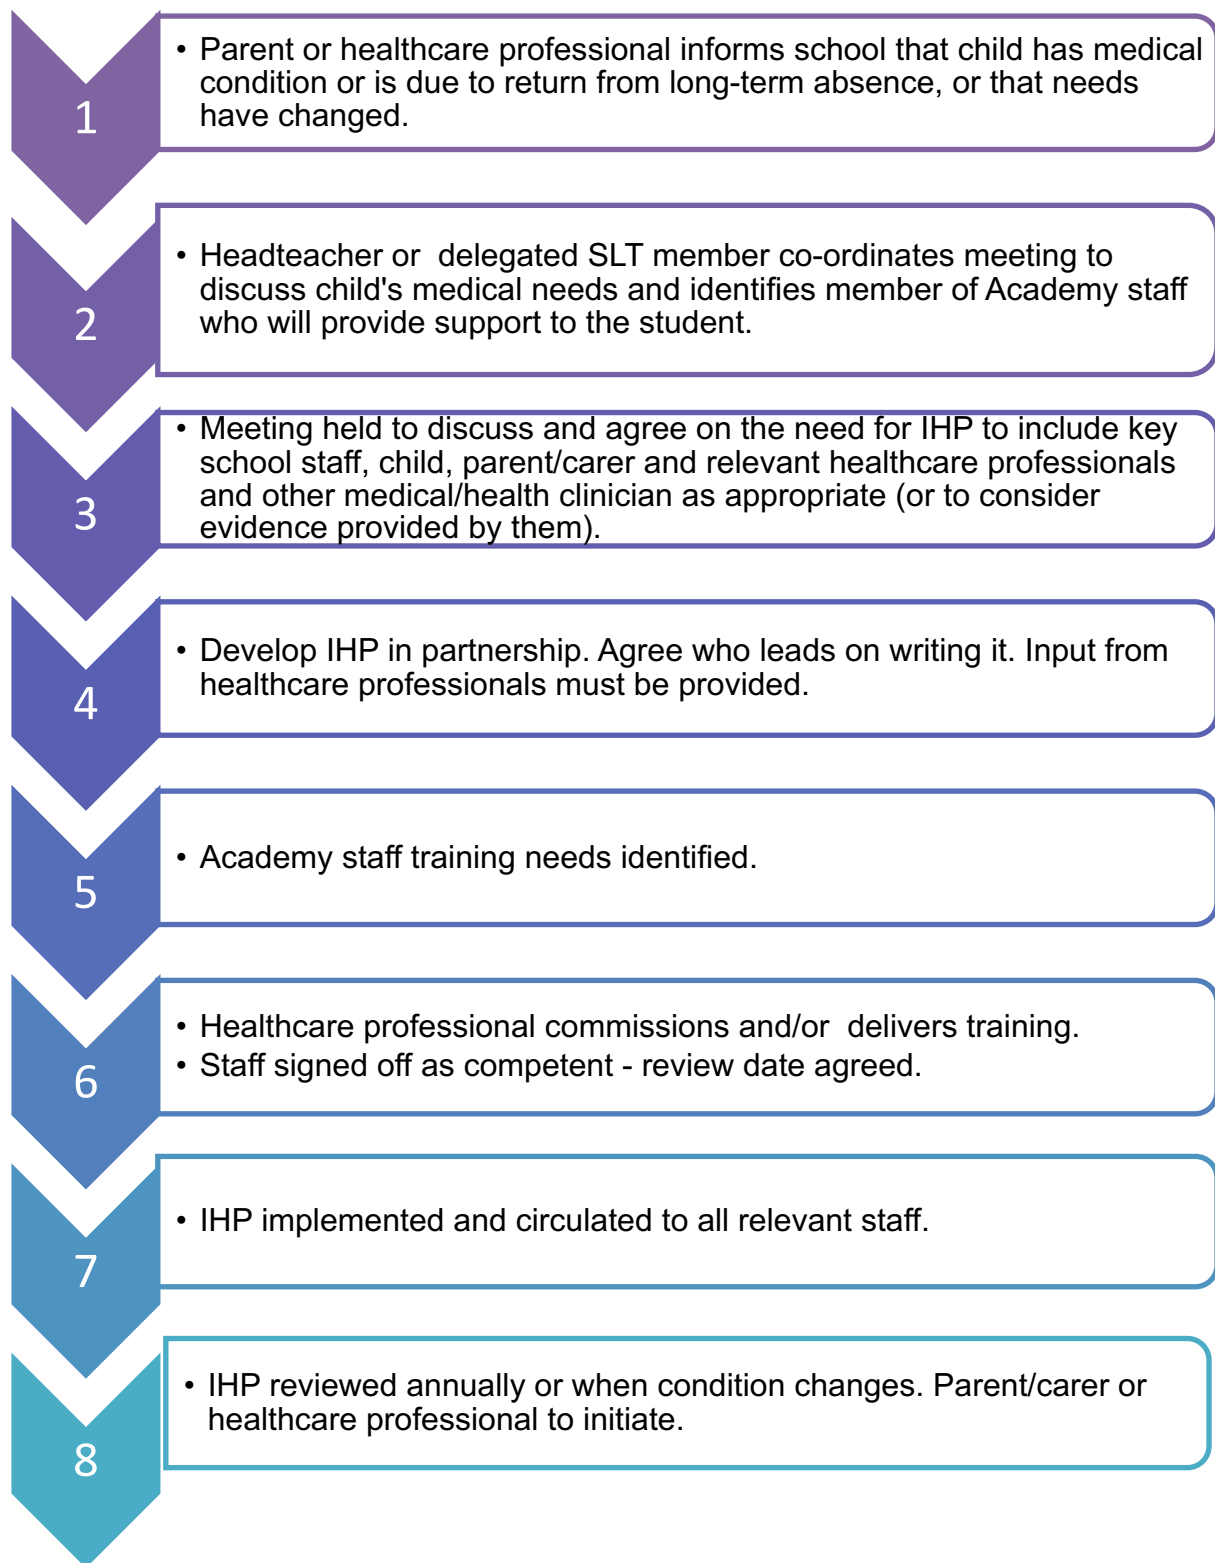 1
• Parent or healthcare professional informs school that child has medical
condition or is due to return from long-term absence, or that needs
have changed.
2
• Headteacher or  delegated SLT member co-ordinates meeting to
discuss child's medical needs and identifies member of Academy staff
who will provide support to the student.
3
• Meeting held to discuss and agree on the need for IHP to include key
school staff, child, parent/carer and relevant healthcare professionals
and other medical/health clinician as appropriate (or to consider
evidence provided by them).
4
• Develop IHP in partnership. Agree who leads on writing it. Input from
healthcare professionals must be provided.
5
• Academy staff training needs identified.
6
• Healthcare professional commissions and/or  delivers training.
• Staff signed off as competent - review date agreed.
7
• IHP implemented and circulated to all relevant staff.
8
• IHP reviewed annually or when condition changes. Parent/carer or
healthcare professional to initiate.